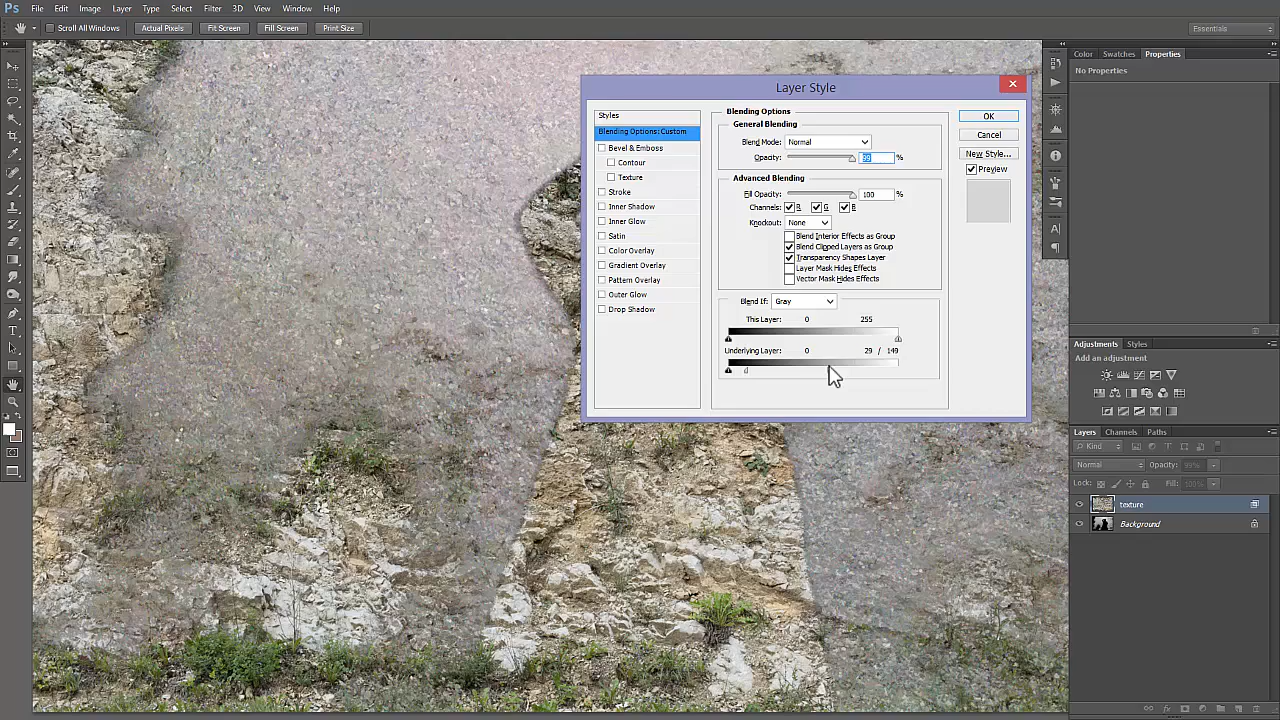 Ps File Edit Image Layer Type Select Filter 3D View Window Help
Scroll All Windows Actual Pixels Fit Screen Fill Screen Print Size Essentials
Color Swatches Properties
No Properties
Layer Style
Styles
Blending Options: Custom
Bevel & Emboss
Contour
Texture
Stroke
Inner Shadow
Inner Glow
Satin
Color Overlay
Gradient Overlay
Pattern Overlay
Outer Glow
Drop Shadow
Blending Options
General Blending
Blend Mode: Normal
Opacity: 99 %
Advanced Blending
Fill Opacity: 100 %
Channels: R G B
Knockout: None
Blend Interior Effects as Group
Blend Clipped Layers as Group
Transparency Shapes Layer
Layer Mask Hides Effects
Vector Mask Hides Effects
Blend If: Gray
This Layer: 0 255
Underlying Layer: 0 29 / 149
OK
Cancel
New Style...
Preview
Adjustments Styles
Add an adjustment
Layers Channels Paths
Kind
Normal Opacity: 99%
Lock: Fill: 100%
texture
Background